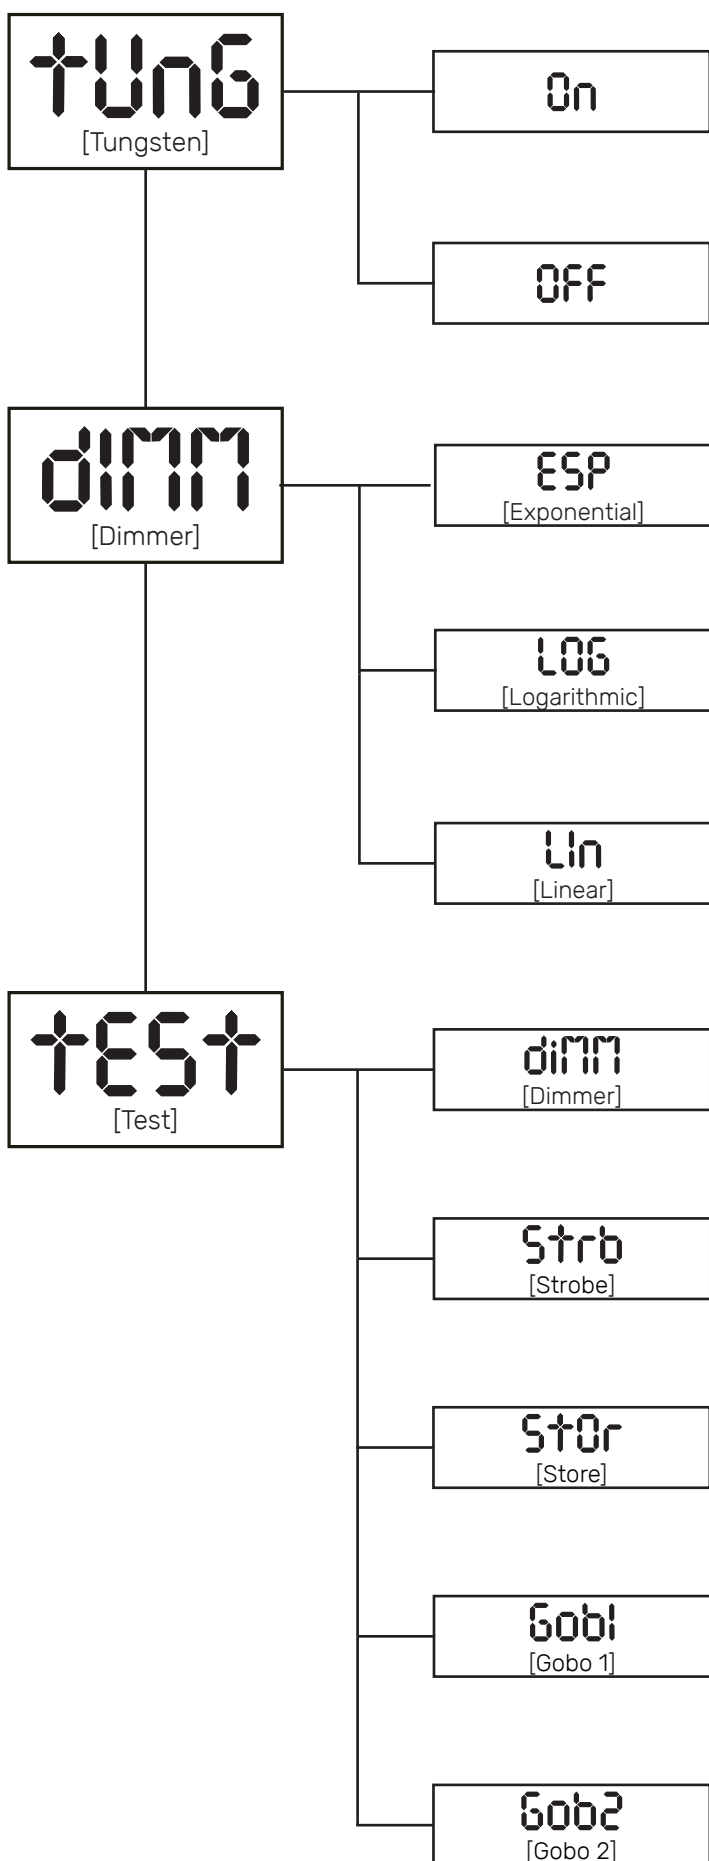 tUnG
[Tungsten]
On
OFF
dIMM
[Dimmer]
ESP
[Exponential]
LOG
[Logarithmic]
LIn
[Linear]
tESt
[Test]
diMM
[Dimmer]
Strb
[Strobe]
StOr
[Store]
Gob1
[Gobo 1]
Gob2
[Gobo 2]